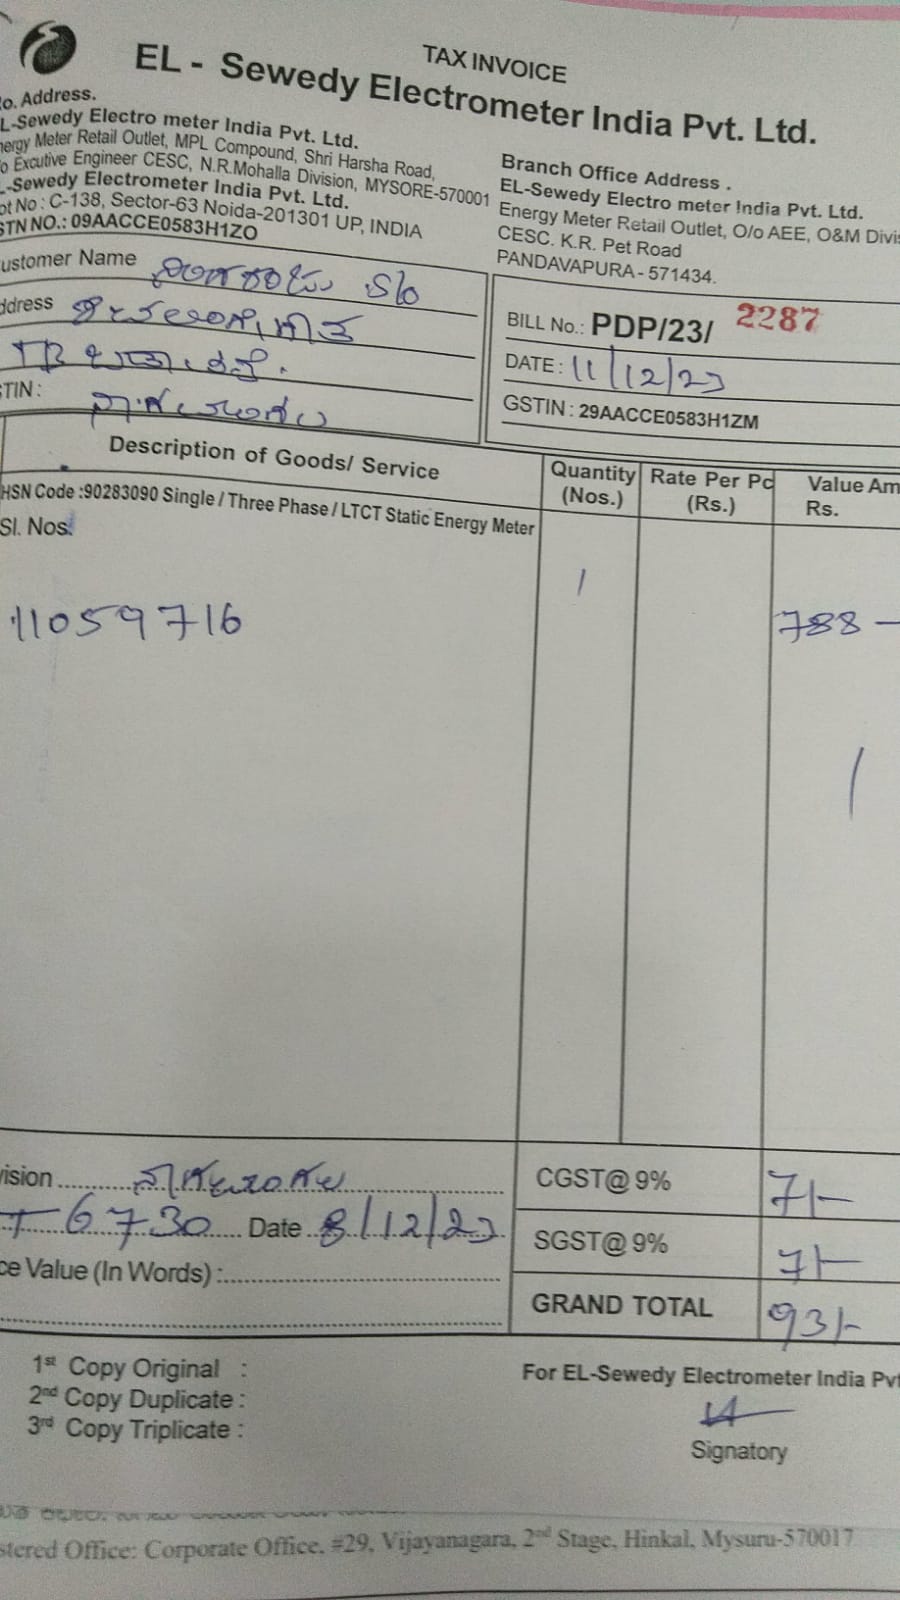 TAX INVOICE
EL - Sewedy Electrometer India Pvt. Ltd.
o. Address.
L-Sewedy Electro meter India Pvt. Ltd.
nergy Meter Retail Outlet, MPL Compound, Shri Harsha Road,
o Excutive Engineer CESC, N.R.Mohalla Division, MYSORE-570001
L-Sewedy Electrometer India Pvt. Ltd.
ot No : C-138, Sector-63 Noida-201301 UP, INDIA
STN NO.: 09AACCE0583H1ZO
Branch Office Address .
EL-Sewedy Electro meter India Pvt. Ltd.
Energy Meter Retail Outlet, O/o AEE, O&M Divis
CESC. K.R. Pet Road
PANDAVAPURA - 571434.
ustomer Name S/o
ddress
TIN :
BILL No.: PDP/23/ 2287
DATE : 11/12/23
GSTIN : 29AACCE0583H1ZM
Description of Goods/ Service
Quantity (Nos.)
Rate Per Pc (Rs.)
Value Am Rs.
HSN Code :90283090 Single / Three Phase / LTCT Static Energy Meter
Sl. Nos.
11059716 1 788 –
vision
6730 Date 8/12/23
ce Value (In Words) :
CGST@ 9% 71–
SGST@ 9% 71–
GRAND TOTAL 931–
1st Copy Original :
2nd Copy Duplicate :
3rd Copy Triplicate :
For EL-Sewedy Electrometer India Pvt
Signatory
stered Office: Corporate Office, #29, Vijayanagara, 2nd Stage, Hinkal, Mysuru-570017